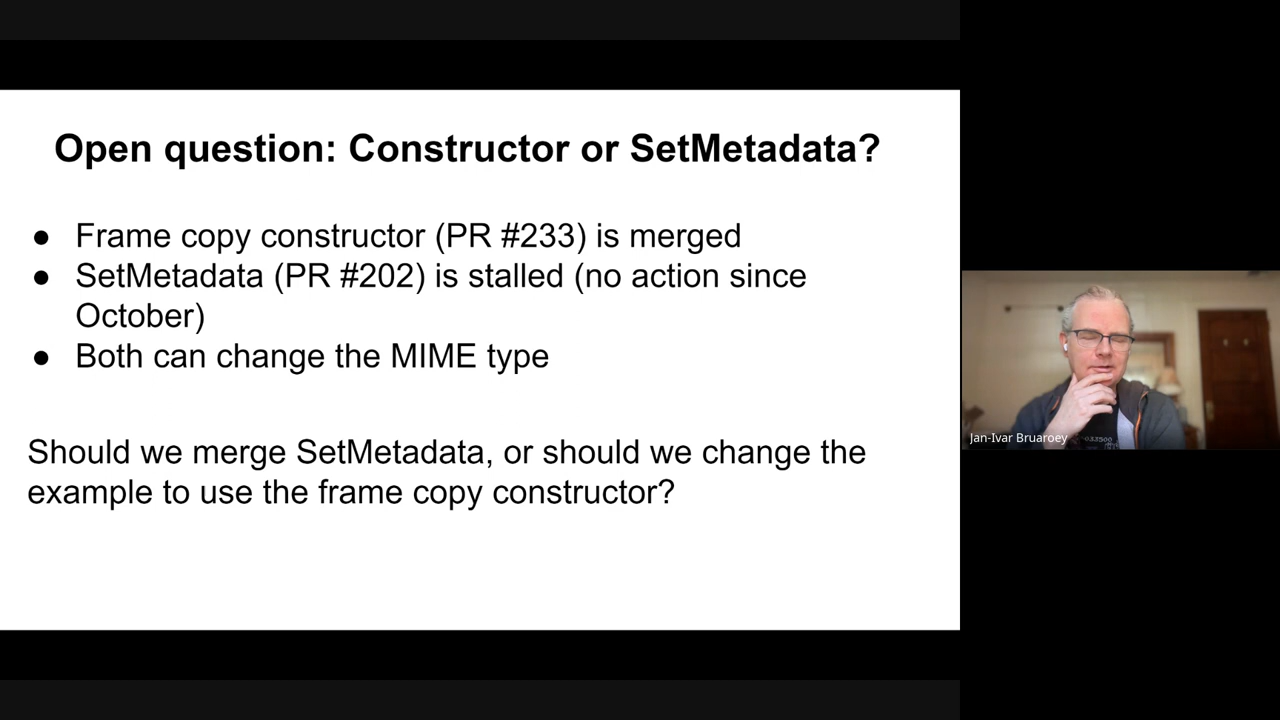 Open question: Constructor or SetMetadata?
● Frame copy constructor (PR #233) is merged
● SetMetadata (PR #202) is stalled (no action since
October)
● Both can change the MIME type
Should we merge SetMetadata, or should we change the
example to use the frame copy constructor?
Jan-Ivar Bruaroey